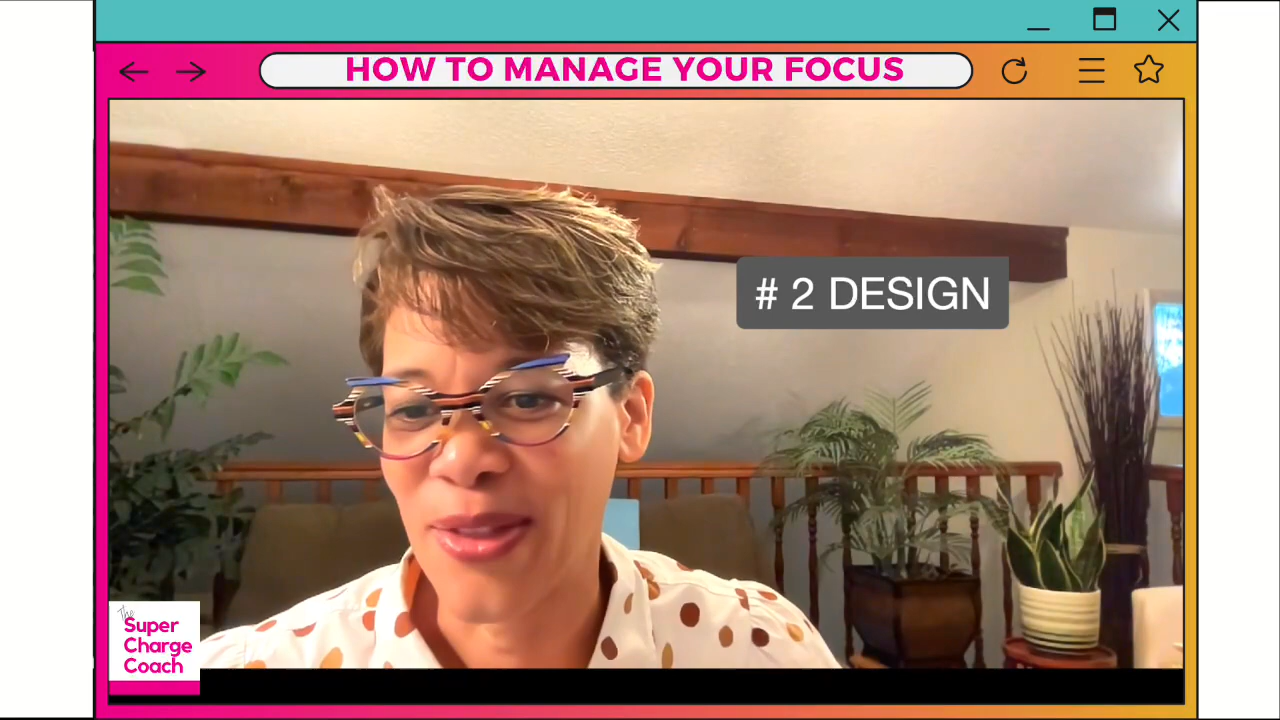 HOW TO MANAGE YOUR FOCUS
# 2 DESIGN
The
Super
Charge
Coach